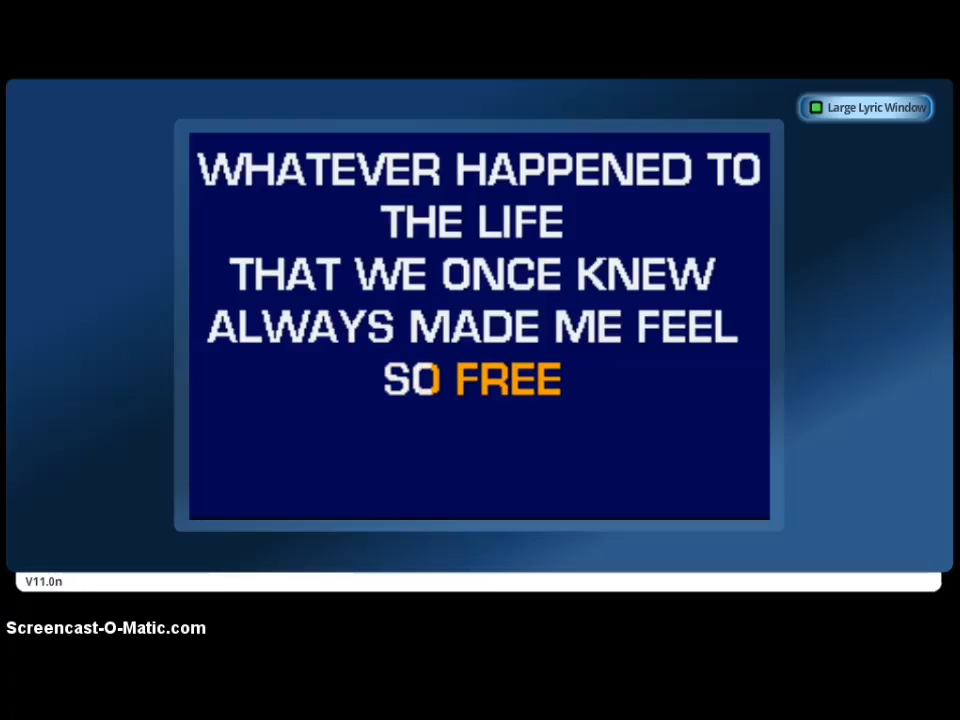 Large Lyric Window
WHATEVER HAPPENED TO
THE LIFE
THAT WE ONCE KNEW
ALWAYS MADE ME FEEL
SO FREE
V11.0n
Screencast-O-Matic.com